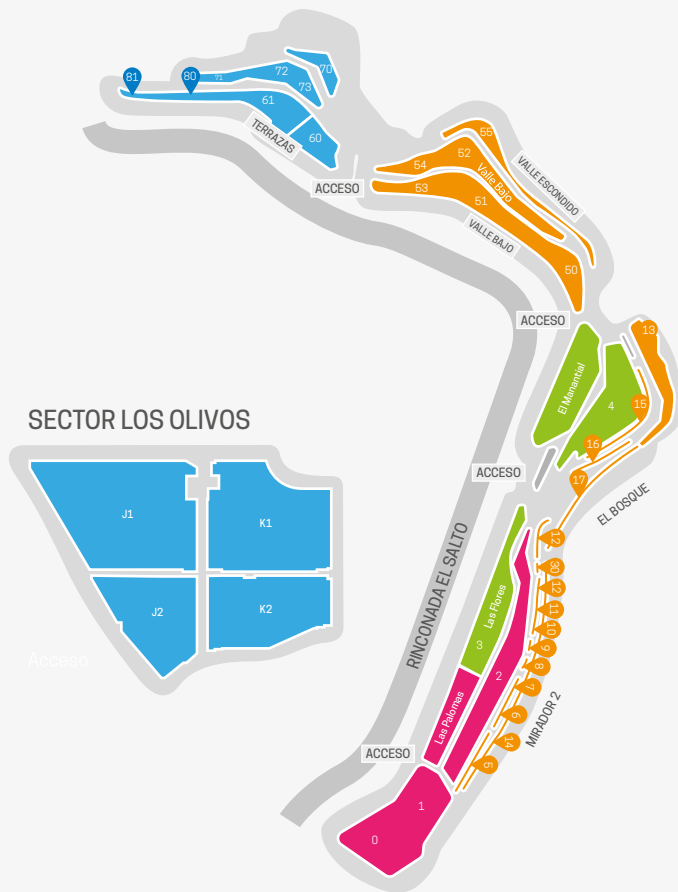 81
80
71
72
70
73
61
60
TERRAZAS
ACCESO
55
52
54
Valle Bajo
53
51
VALLE ESCONDIDO
VALLE BAJO
50
ACCESO
13
El Manantial
4
15
16
ACCESO
17
EL BOSQUE
SECTOR LOS OLIVOS
J1
K1
J2
K2
Acceso
RINCONADA EL SALTO
12
30
12
11
10
9
8
7
6
14
5
MIRADOR 2
Las Flores
3
2
Las Palomas
ACCESO
1
0